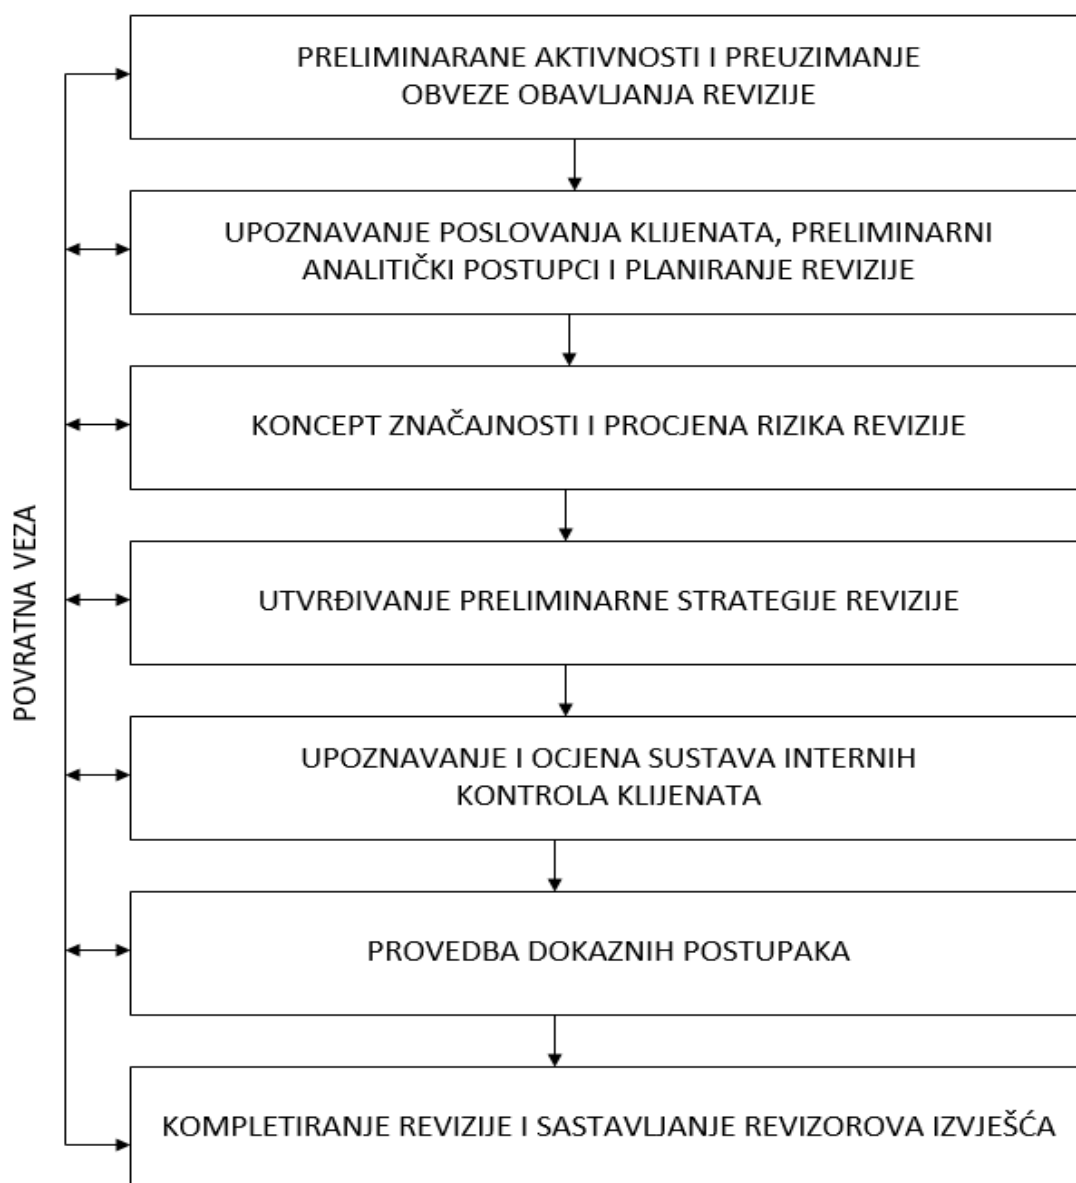 PRELIMINARANE AKTIVNOSTI I PREUZIMANJE
OBVEZE OBAVLJANJA REVIZIJE
UPOZNAVANJE POSLOVANJA KLIJENATA, PRELIMINARNI
ANALITIČKI POSTUPCI I PLANIRANJE REVIZIJE
KONCEPT ZNAČAJNOSTI I PROCJENA RIZIKA REVIZIJE
UTVRĐIVANJE PRELIMINARNE STRATEGIJE REVIZIJE
UPOZNAVANJE I OCJENA SUSTAVA INTERNIH
KONTROLA KLIJENATA
PROVEDBA DOKAZNIH POSTUPAKA
KOMPLETIRANJE REVIZIJE I SASTAVLJANJE REVIZOROVA IZVJEŠĆA
POVRATNA VEZA